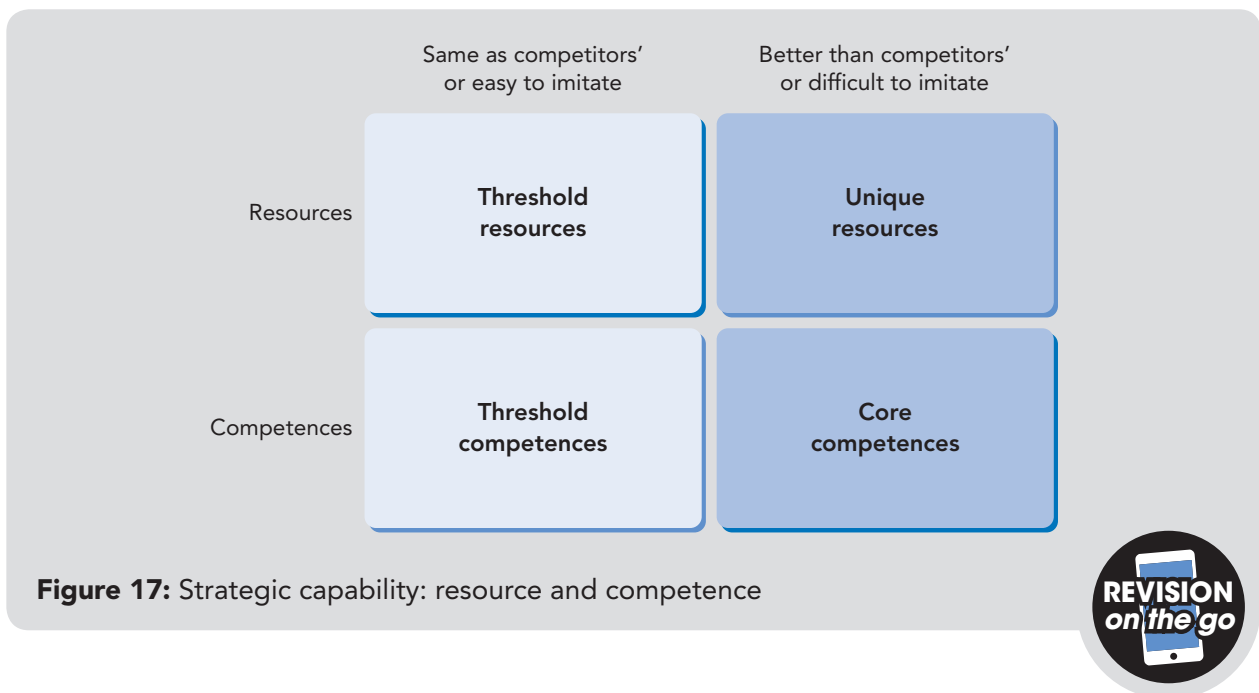 Same as competitors'
or easy to imitate
Better than competitors'
or difficult to imitate
Resources
Threshold
resources
Unique
resources
Competences
Threshold
competences
Core
competences
Figure 17: Strategic capability: resource and competence
REVISION
on the go